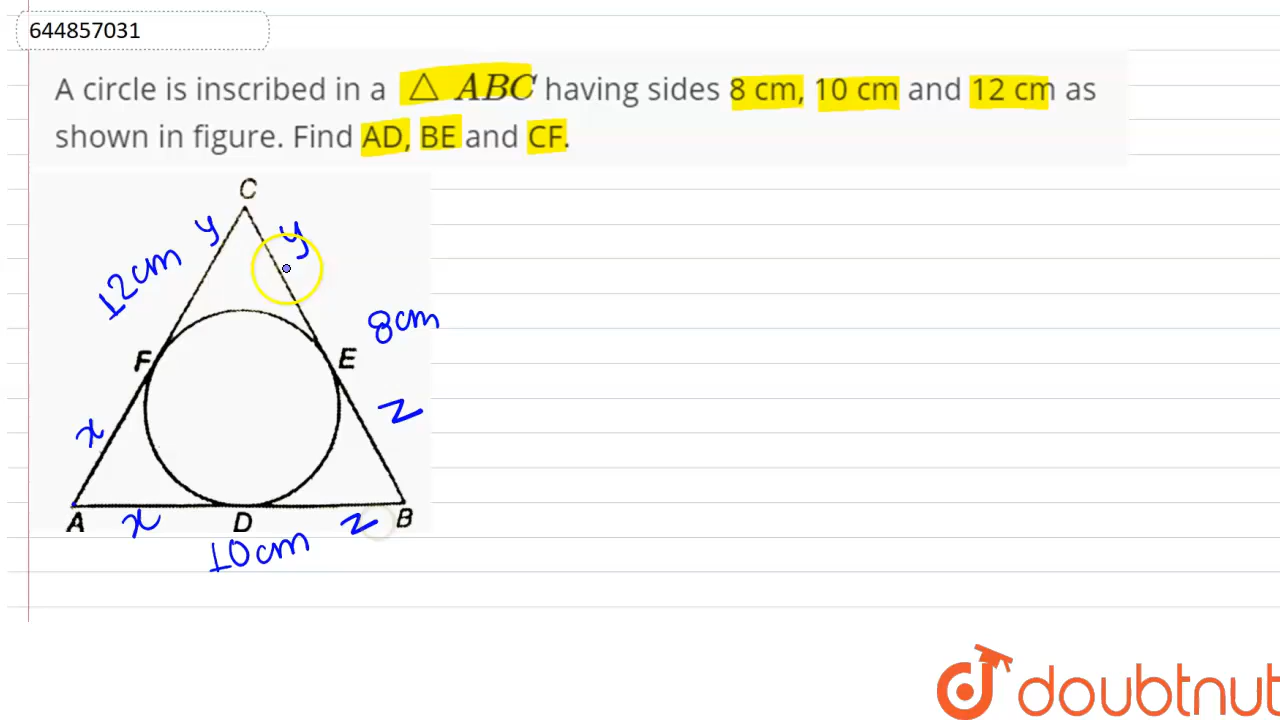 644857031
A circle is inscribed in a △ ABC having sides 8 cm, 10 cm and 12 cm as
shown in figure. Find AD, BE and CF.
C
y
y
12cm
8cm
F
E
x
z
A
x
D
z
B
10cm
doubtnut